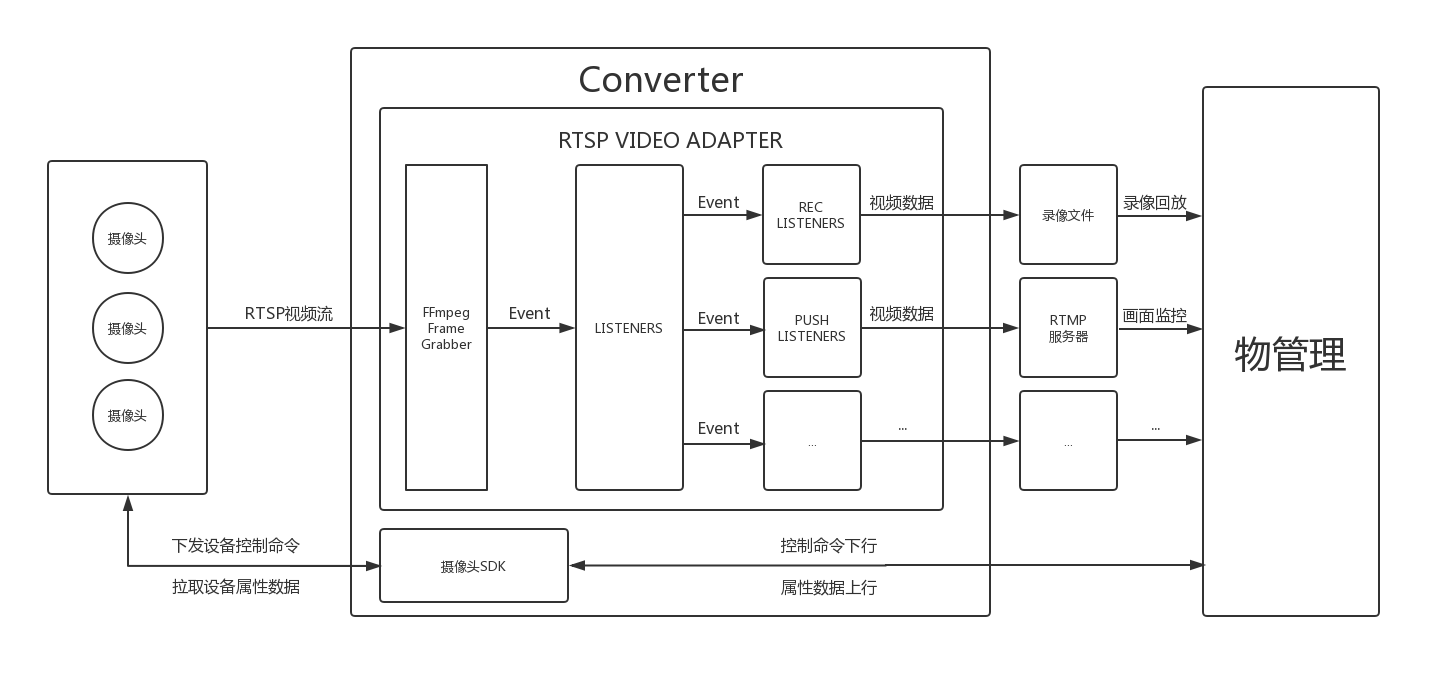 Converter
RTSP VIDEO ADAPTER
摄像头
摄像头
摄像头
RTSP视频流
FFmpeg
Frame
Grabber
Event
LISTENERS
Event
REC
LISTENERS
视频数据
录像文件
录像回放
Event
PUSH
LISTENERS
视频数据
RTMP
服务器
画面监控
Event
...
...
...
...
物管理
下发设备控制命令
拉取设备属性数据
摄像头SDK
控制命令下行
属性数据上行